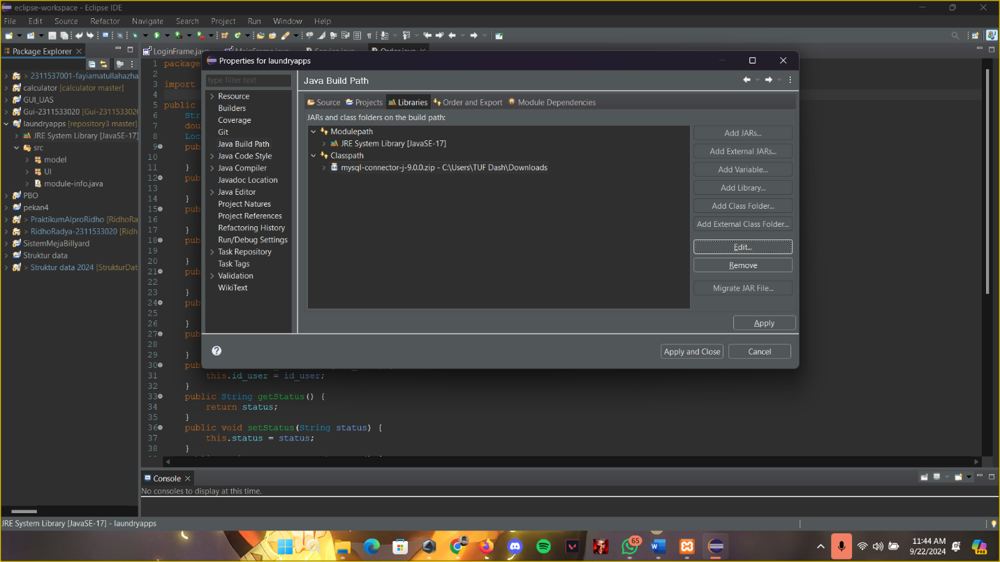 eclipse-workspace - Eclipse IDE
File Edit Source Refactor Navigate Search Project Run Window Help
Package Explorer
LoginFrame.java MainFrame.java Service.java Order.java
> 2311537001-fayiamatullahazha
calculator [calculator master]
GUI_UAS
Gui-2311533020 [Gui-2311533020
laundryapps [repository3 master]
JRE System Library [JavaSE-17]
src
model
UI
module-info.java
PBO
pekan4
> PraktikumAlproRidho [RidhoRa
> RidhoRadya-2311533020 [Ridh
SistemMejaBillyard
Struktur data
> Struktur data 2024 [StrukturDat
1 package
2
3 import
4
5 public
6 Str
7 dou
8 Loc
9 pub
10
11 }
12 pub
13
14 }
15 pub
16
17 }
18 pub
19
20 }
21 pub
22
23 }
24 pub
25
26 }
27 pub
28
29 }
30 pub
31 this.id_user = id_user;
32 }
33 public String getStatus() {
34 return status;
35 }
36 public void setStatus(String status) {
37 this.status = status;
38 }
Properties for laundryapps
type filter text
Resource
Builders
Coverage
Git
Java Build Path
Java Code Style
Java Compiler
Javadoc Location
Java Editor
Project Natures
Project References
Refactoring History
Run/Debug Settings
Task Repository
Task Tags
Validation
WikiText
Java Build Path
Source Projects Libraries Order and Export Module Dependencies
JARs and class folders on the build path:
Modulepath
JRE System Library [JavaSE-17]
Classpath
mysql-connector-j-9.0.0.zip - C:\Users\TUF Dash\Downloads
Add JARs...
Add External JARs...
Add Variable...
Add Library...
Add Class Folder...
Add External Class Folder...
Edit...
Remove
Migrate JAR File...
Apply
Apply and Close Cancel
Console
No consoles to display at this time.
JRE System Library [JavaSE-17] - laundryapps
65
11:44 AM
9/22/2024
PRE